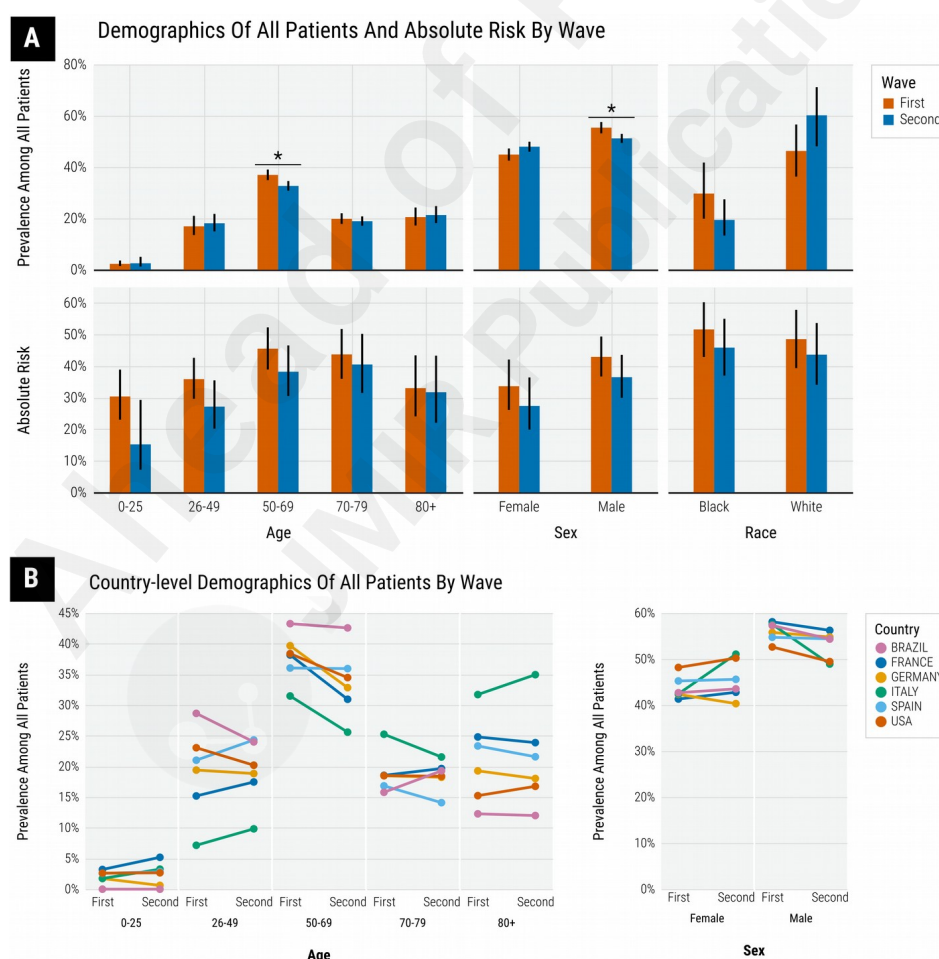 A
Demographics Of All Patients And Absolute Risk By Wave
Prevalence Among All Patients
80%
60%
40%
20%
0%
*
*
Wave
First
Second
Absolute Risk
60%
50%
40%
30%
20%
10%
0%
0-25 26-49 50-69 70-79 80+ Female Male Black White
Age Sex Race
B
Country-level Demographics Of All Patients By Wave
Prevalence Among All Patients
45%
40%
35%
30%
25%
20%
15%
10%
5%
0%
First Second First Second First Second First Second First Second
0-25 26-49 50-69 70-79 80+
Age
Prevalence Among All Patients
60%
50%
40%
30%
20%
10%
0%
First Second First Second
Female Male
Sex
Country
BRAZIL
FRANCE
GERMANY
ITALY
SPAIN
USA
Ahead of
JMIR Publicatio